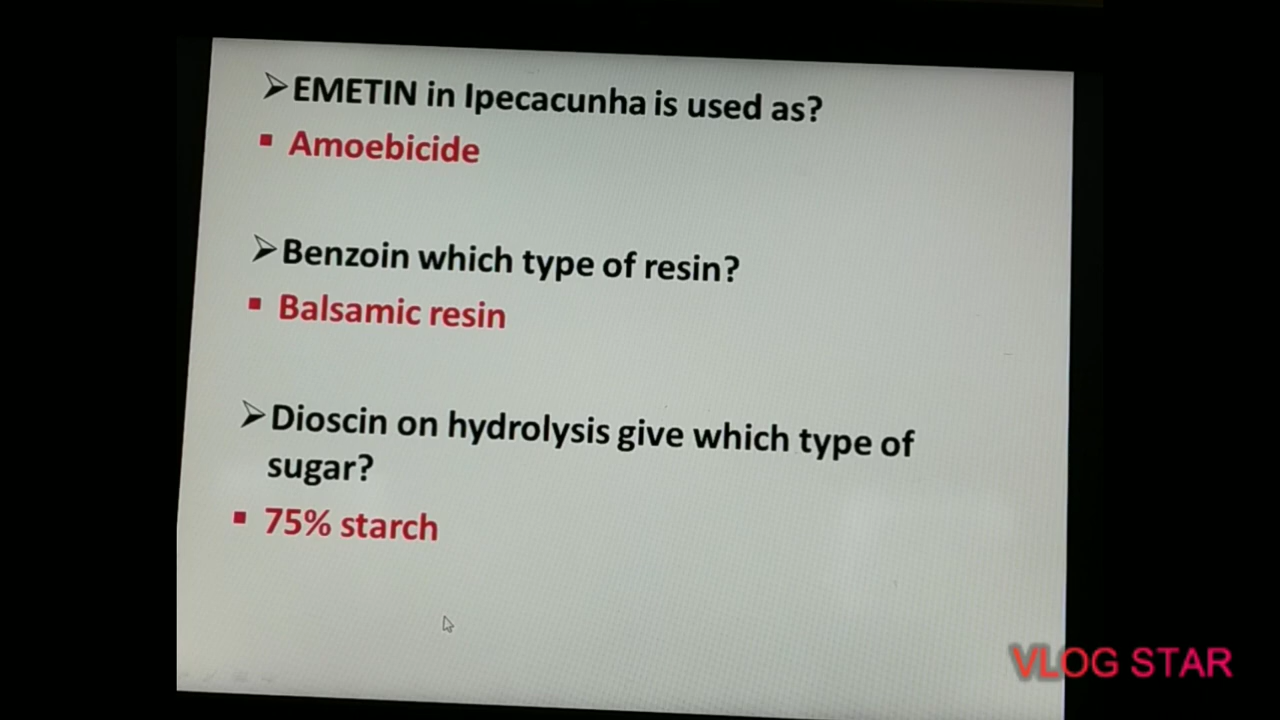 ➢EMETIN in Ipecacunha is used as?
▪ Amoebicide
➢Benzoin which type of resin?
▪ Balsamic resin
➢Dioscin on hydrolysis give which type of
sugar?
▪ 75% starch
VLOG STAR